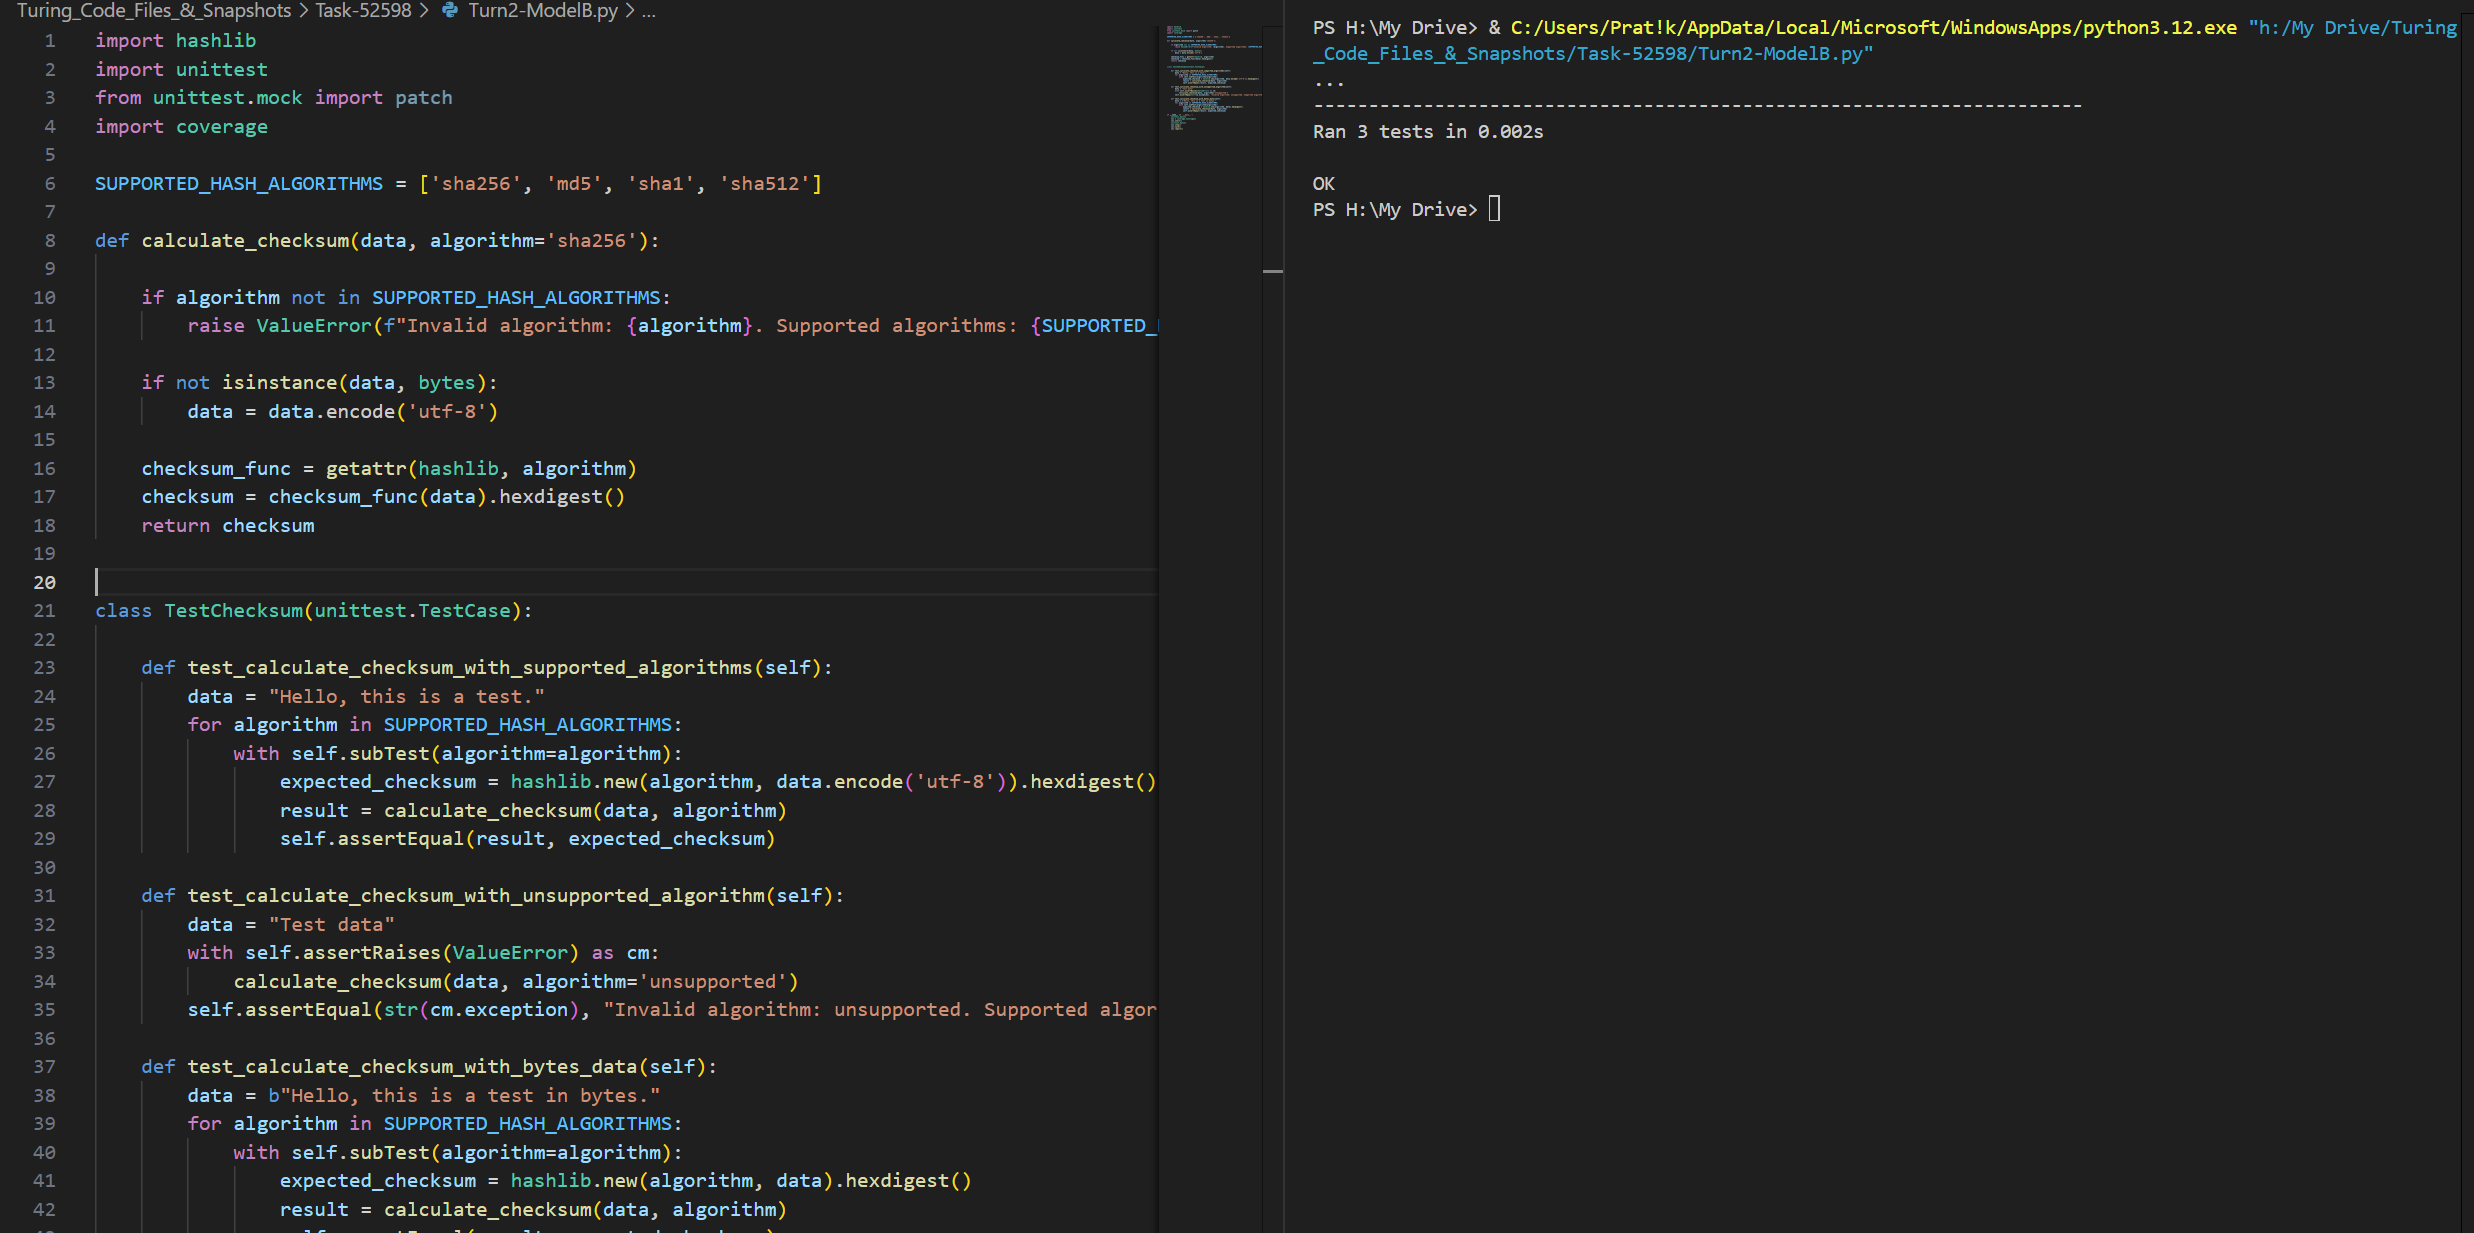 Turing_Code_Files_&_Snapshots > Task-52598 > Turn2-ModelB.py > ...
1 import hashlib
2 import unittest
3 from unittest.mock import patch
4 import coverage
5
6 SUPPORTED_HASH_ALGORITHMS = ['sha256', 'md5', 'sha1', 'sha512']
7
8 def calculate_checksum(data, algorithm='sha256'):
9
10 if algorithm not in SUPPORTED_HASH_ALGORITHMS:
11 raise ValueError(f"Invalid algorithm: {algorithm}. Supported algorithms: {SUPPORTED_
12
13 if not isinstance(data, bytes):
14 data = data.encode('utf-8')
15
16 checksum_func = getattr(hashlib, algorithm)
17 checksum = checksum_func(data).hexdigest()
18 return checksum
19
20
21 class TestChecksum(unittest.TestCase):
22
23 def test_calculate_checksum_with_supported_algorithms(self):
24 data = "Hello, this is a test."
25 for algorithm in SUPPORTED_HASH_ALGORITHMS:
26 with self.subTest(algorithm=algorithm):
27 expected_checksum = hashlib.new(algorithm, data.encode('utf-8')).hexdigest()
28 result = calculate_checksum(data, algorithm)
29 self.assertEqual(result, expected_checksum)
30
31 def test_calculate_checksum_with_unsupported_algorithm(self):
32 data = "Test data"
33 with self.assertRaises(ValueError) as cm:
34 calculate_checksum(data, algorithm='unsupported')
35 self.assertEqual(str(cm.exception), "Invalid algorithm: unsupported. Supported algor
36
37 def test_calculate_checksum_with_bytes_data(self):
38 data = b"Hello, this is a test in bytes."
39 for algorithm in SUPPORTED_HASH_ALGORITHMS:
40 with self.subTest(algorithm=algorithm):
41 expected_checksum = hashlib.new(algorithm, data).hexdigest()
42 result = calculate_checksum(data, algorithm)
PS H:\My Drive> & C:/Users/Prat!k/AppData/Local/Microsoft/WindowsApps/python3.12.exe "h:/My Drive/Turing
_Code_Files_&_Snapshots/Task-52598/Turn2-ModelB.py"
...
----------------------------------------------------------------------
Ran 3 tests in 0.002s

OK
PS H:\My Drive>